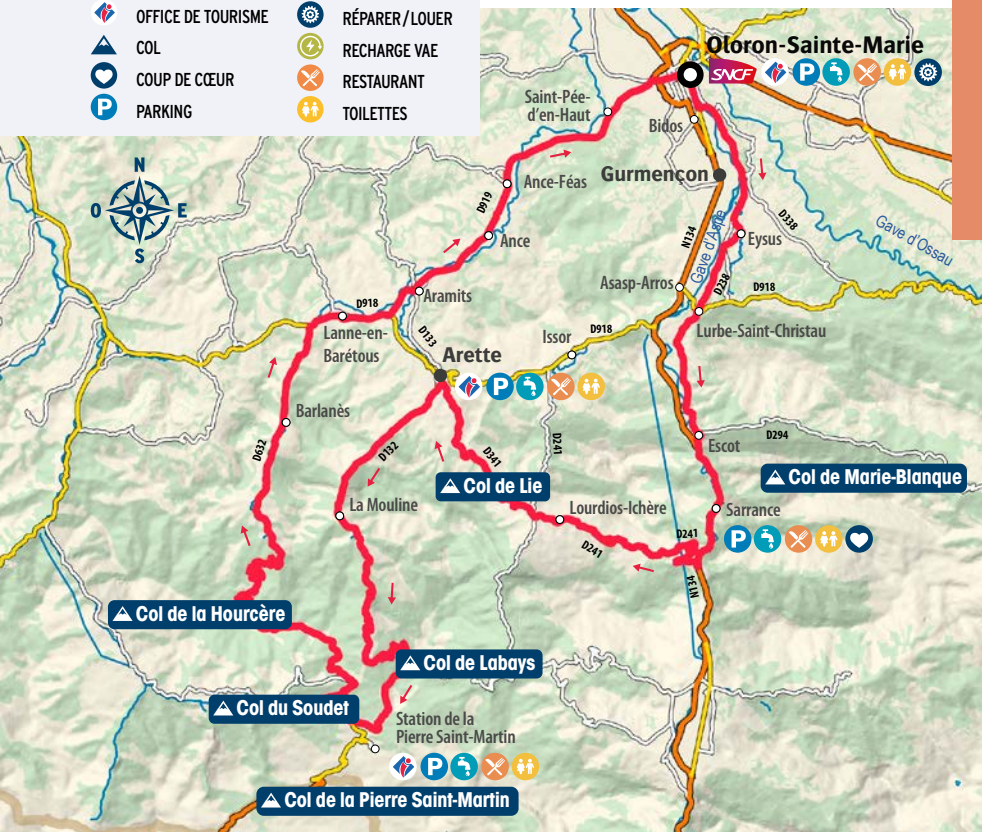 OFFICE DE TOURISME
RÉPARER/LOUER
COL
RECHARGE VAE
COUP DE CŒUR
RESTAURANT
P
PARKING
TOILETTES
Oloron-Sainte-Marie
SNCF
P
Saint-Pée-
d'en-Haut
Bidos
N
O
E
S
Gurmençon
Ance-Féas
D919
D338
Gave d'Ossau
Gave d'Aspe
N134
Eysus
Ance
Asasp-Arros
D238
D918
Aramits
D918
Lanne-en-
Barétous
D133
Issor
D918
Lurbe-Saint-Christau
Arette
P
Barlanès
D632
D132
D341
D241
Escot
D294
Col de Lie
Col de Marie-Blanque
La Mouline
Lourdios-Ichère
Sarrance
D241
D241
P
N134
Col de la Hourcère
Col de Labays
Col du Soudet
Station de la
Pierre Saint-Martin
P
Col de la Pierre Saint-Martin